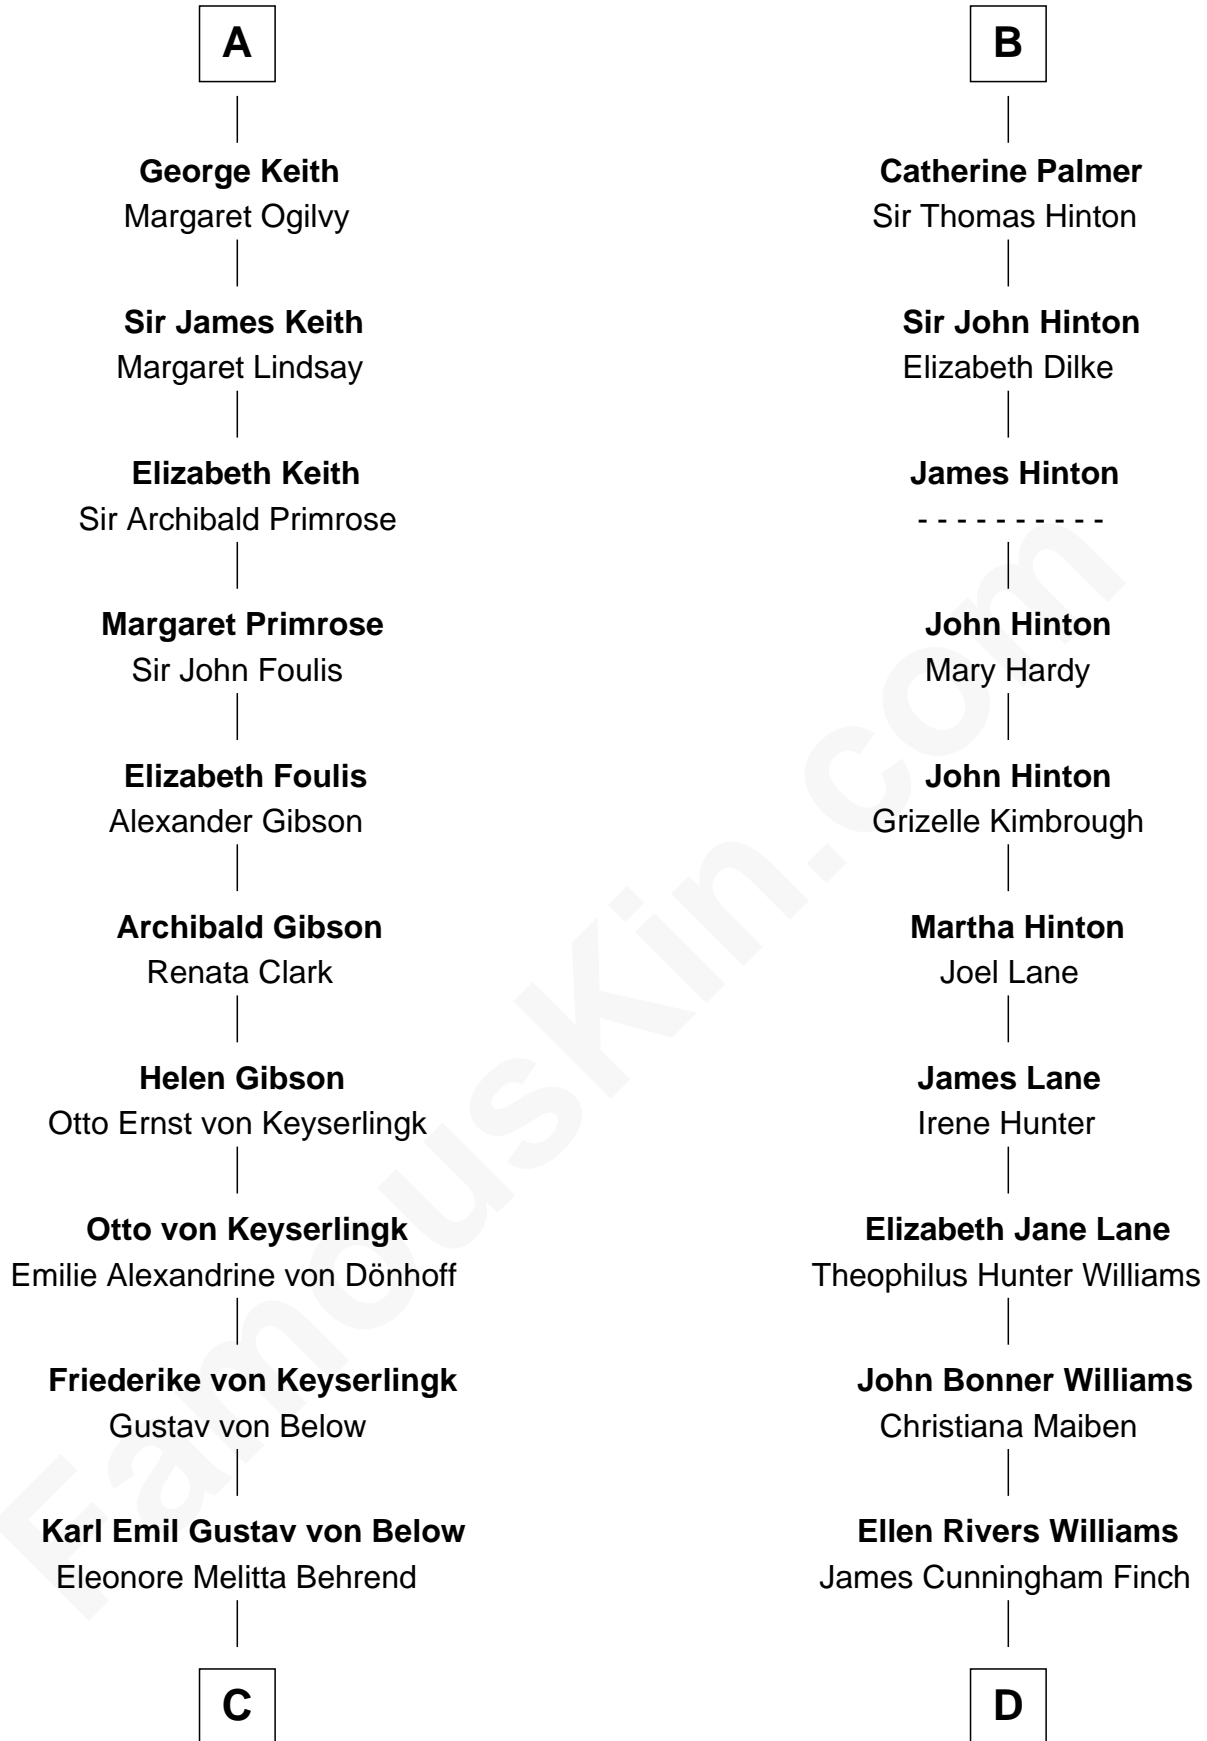 A
George Keith
Margaret Ogilvy
Sir James Keith
Margaret Lindsay
Elizabeth Keith
Sir Archibald Primrose
Margaret Primrose
Sir John Foulis
Elizabeth Foulis
Alexander Gibson
Archibald Gibson
Renata Clark
Helen Gibson
Otto Ernst von Keyserlingk
Otto von Keyserlingk
Emilie Alexandrine von Dönhoff
Friederike von Keyserlingk
Gustav von Below
Karl Emil Gustav von Below
Eleonore Melitta Behrend
C
B
Catherine Palmer
Sir Thomas Hinton
Sir John Hinton
Elizabeth Dilke
James Hinton
- - - - - - - - - -
John Hinton
Mary Hardy
John Hinton
Grizelle Kimbrough
Martha Hinton
Joel Lane
James Lane
Irene Hunter
Elizabeth Jane Lane
Theophilus Hunter Williams
John Bonner Williams
Christiana Maiben
Ellen Rivers Williams
James Cunningham Finch
D
FamousKin.com